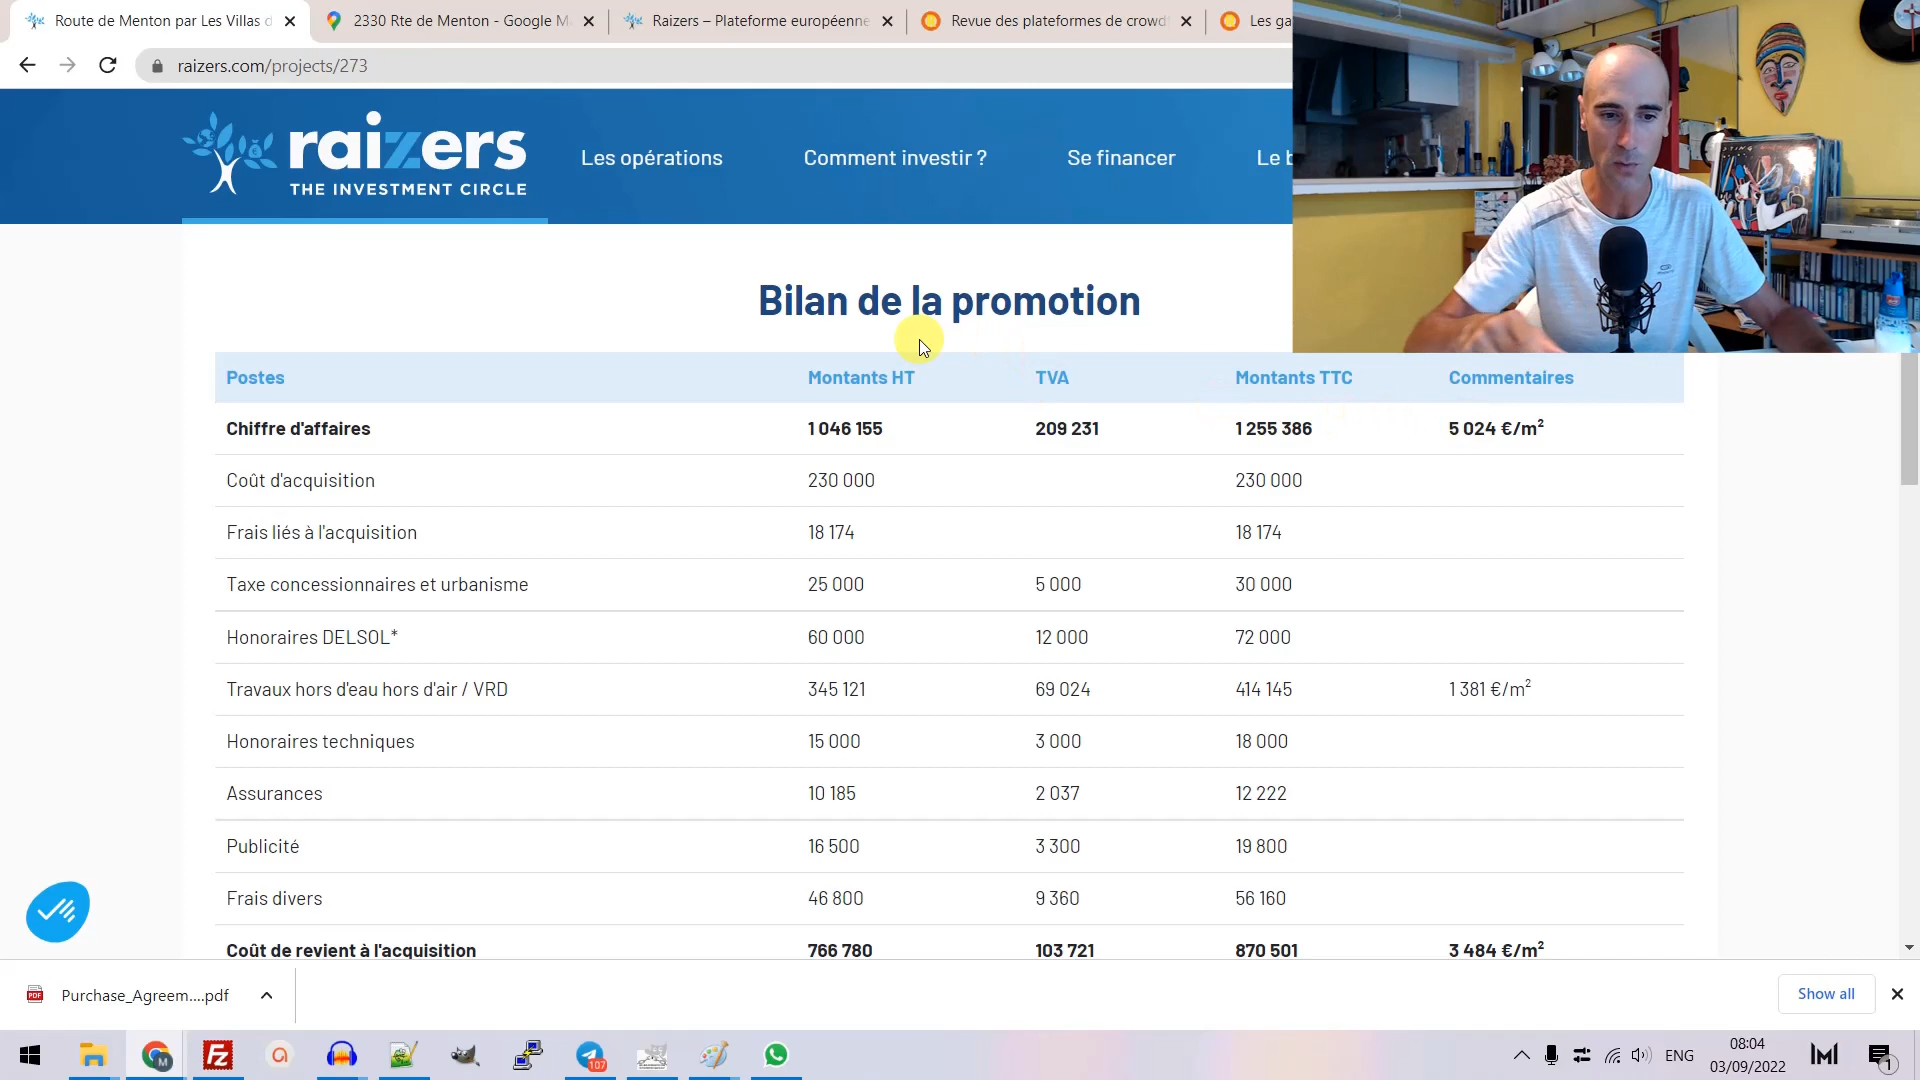 Route de Menton par Les Villas d
2330 Rte de Menton - Google M
Raizers – Plateforme européenne
Revue des plateformes de crowdf
Les ga
raizers.com/projects/273
raizers
THE INVESTMENT CIRCLE
Les opérations
Comment investir ?
Se financer
Le b
Bilan de la promotion
Postes Montants HT TVA Montants TTC Commentaires
Chiffre d'affaires 1 046 155 209 231 1 255 386 5 024 €/m²
Coût d'acquisition 230 000 230 000
Frais liés à l'acquisition 18 174 18 174
Taxe concessionnaires et urbanisme 25 000 5 000 30 000
Honoraires DELSOL* 60 000 12 000 72 000
Travaux hors d'eau hors d'air / VRD 345 121 69 024 414 145 1 381 €/m²
Honoraires techniques 15 000 3 000 18 000
Assurances 10 185 2 037 12 222
Publicité 16 500 3 300 19 800
Frais divers 46 800 9 360 56 160
Coût de revient à l'acquisition 766 780 103 721 870 501 3 484 €/m²
Purchase_Agreem....pdf
Show all
107
ENG
08:04
03/09/2022
1
STING